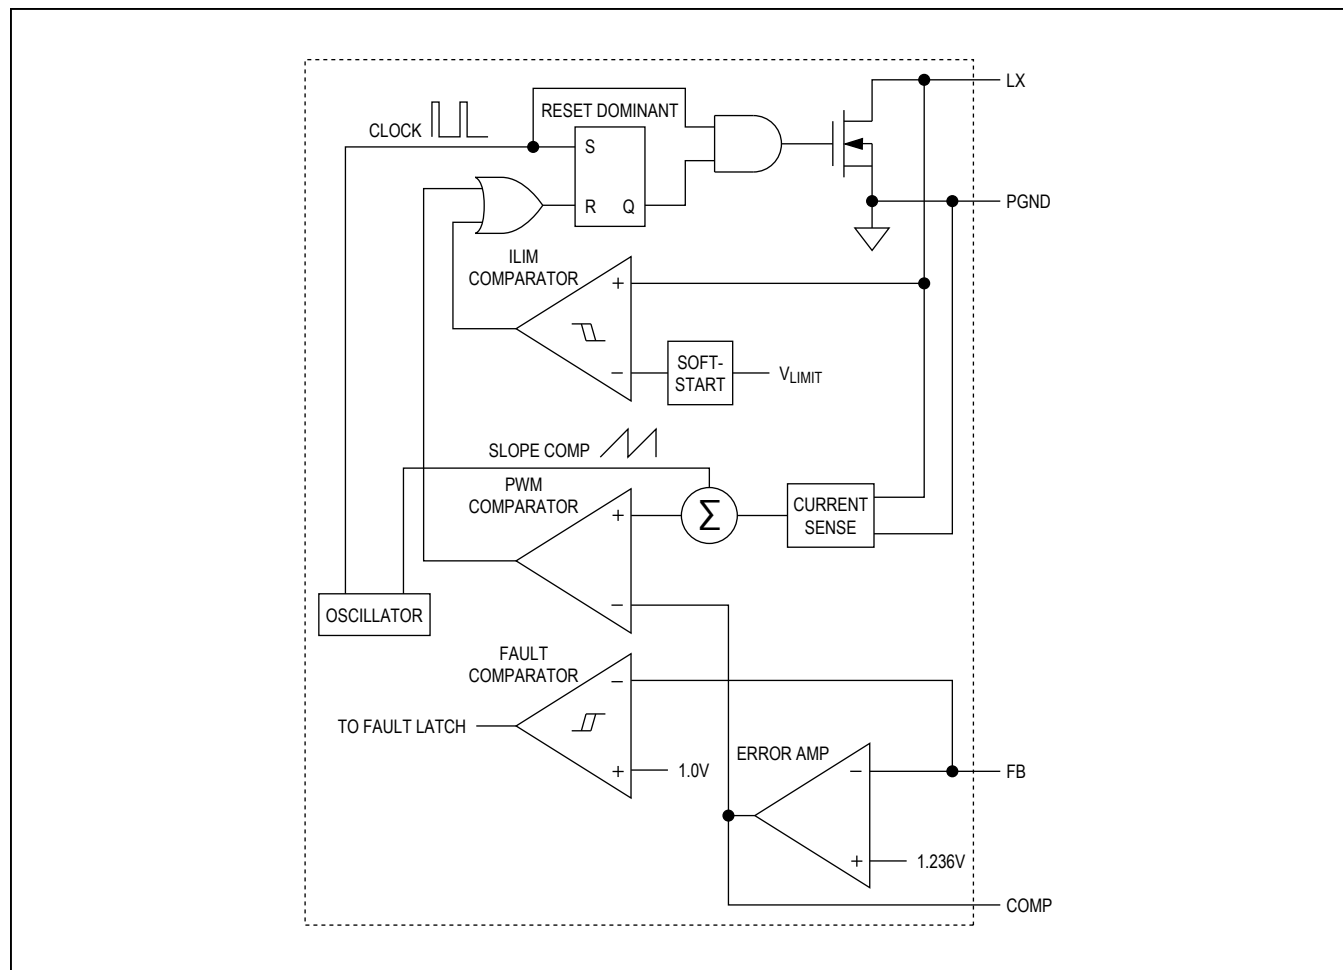 LX
RESET DOMINANT
CLOCK
S
R
Q
PGND
ILIM
COMPARATOR
+
−
SOFT-
START
VLIMIT
SLOPE COMP
PWM
COMPARATOR
+
−
Σ
CURRENT
SENSE
OSCILLATOR
FAULT
COMPARATOR
−
+
TO FAULT LATCH
1.0V
ERROR AMP
−
+
FB
1.236V
COMP